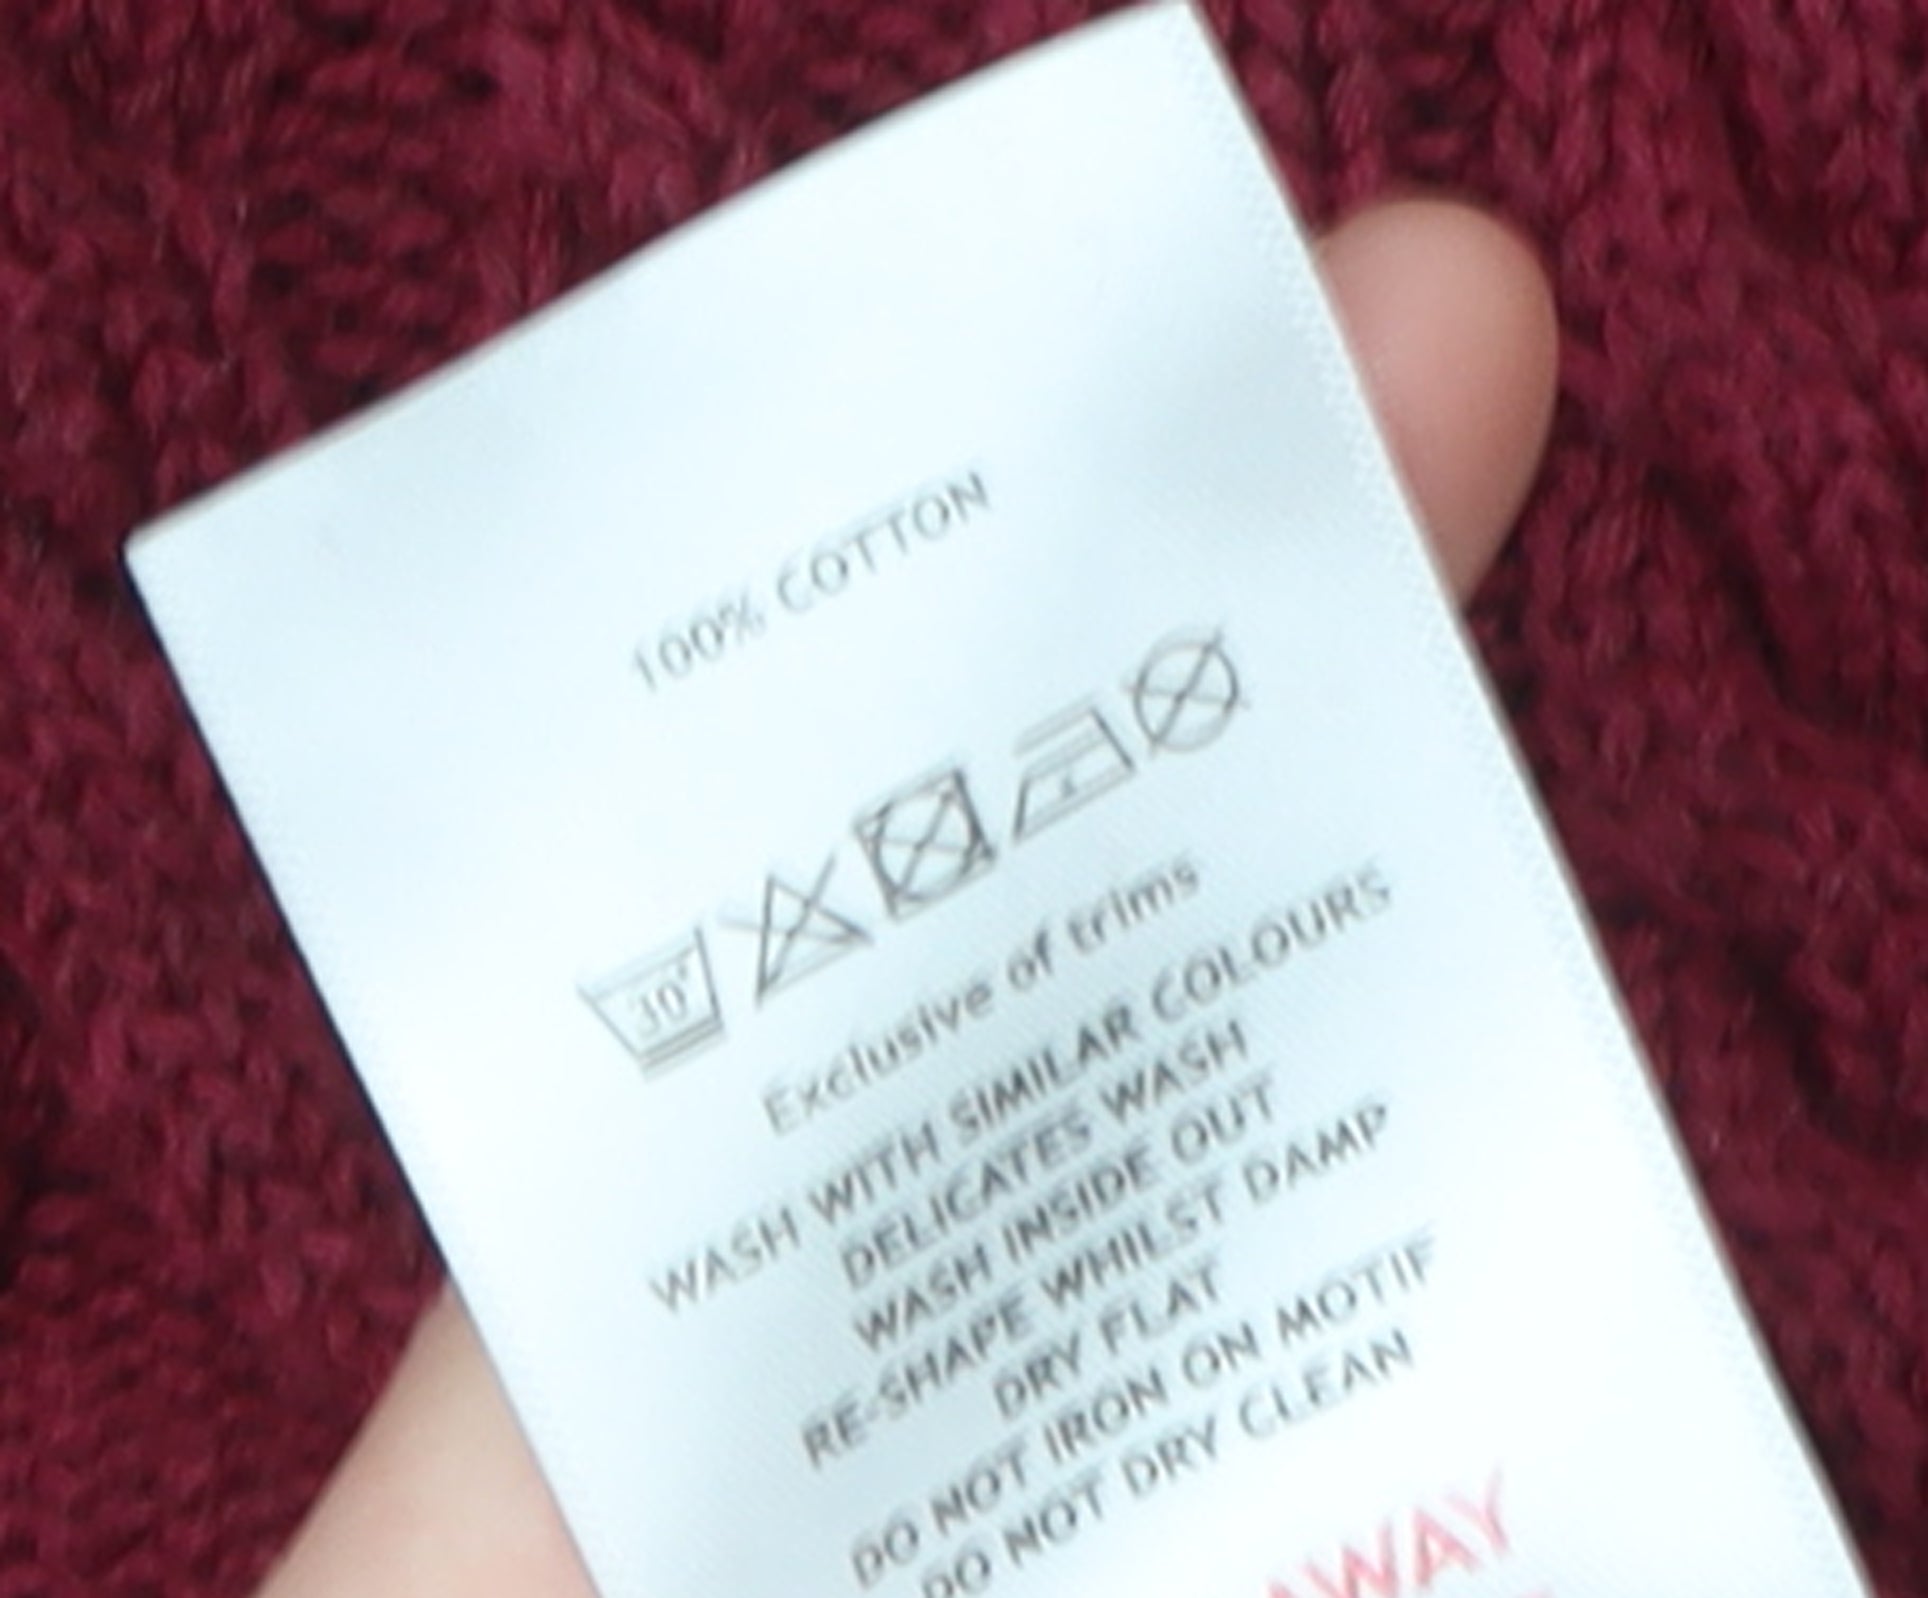 100% COTTON
30°
Exclusive of trims
WASH WITH SIMILAR COLOURS
DELICATES WASH
WASH INSIDE OUT
RE-SHAPE WHILST DAMP
DRY FLAT
DO NOT IRON ON MOTIF
DO NOT DRY CLEAN
AWAY